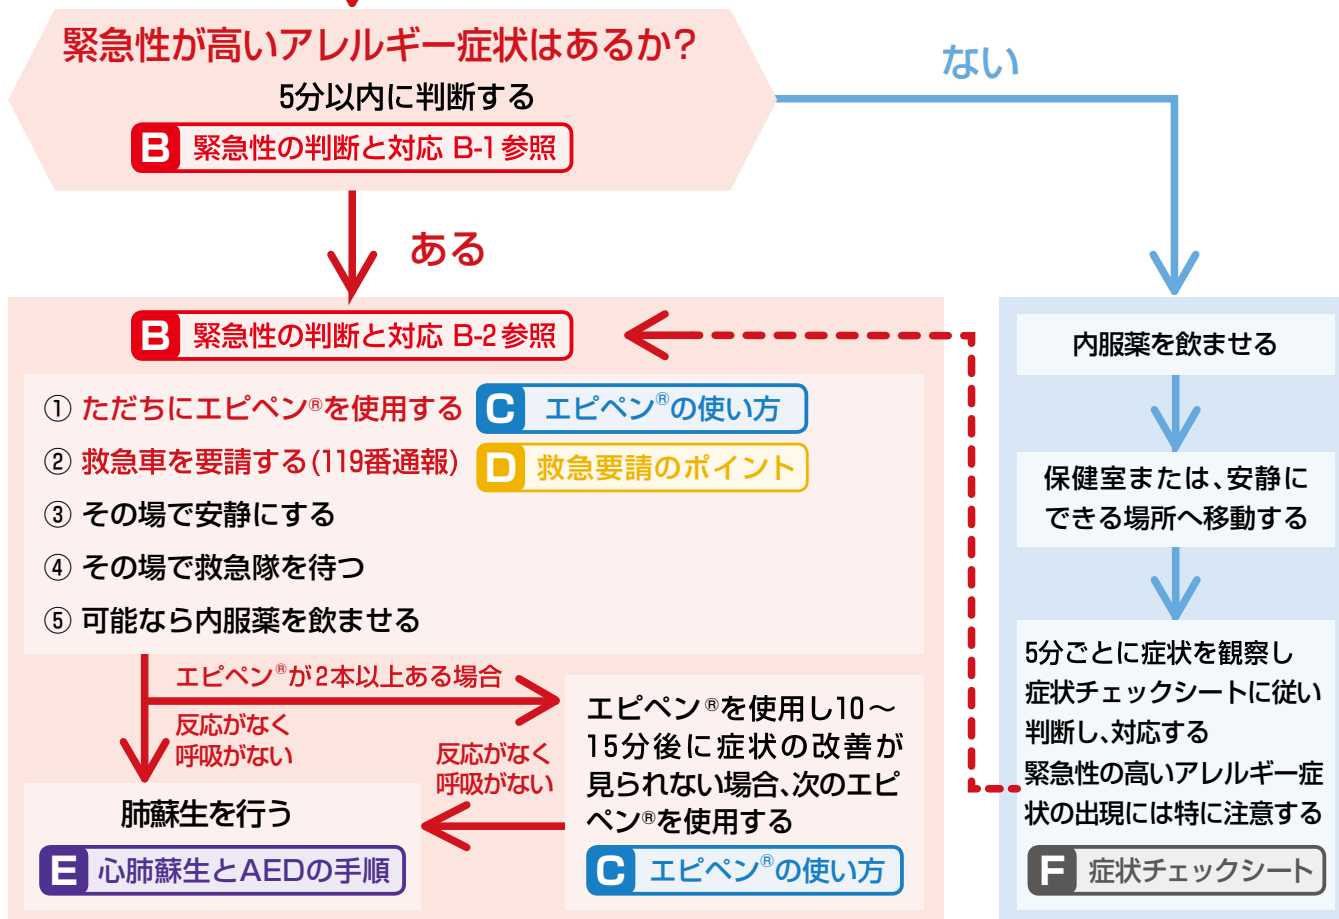 緊急性が高いアレルギー症状はあるか？
5分以内に判断する
B 緊急性の判断と対応 B-1参照
ない
ある
B 緊急性の判断と対応 B-2参照
① ただちにエピペン®を使用する
C エピペン®の使い方
② 救急車を要請する(119番通報)
D 救急要請のポイント
③ その場で安静にする
④ その場で救急隊を待つ
⑤ 可能なら内服薬を飲ませる
エピペン®が2本以上ある場合
反応がなく
呼吸がない
エピペン®を使用し10～
15分後に症状の改善が
見られない場合、次のエピ
ペン®を使用する
C エピペン®の使い方
反応がなく
呼吸がない
肺蘇生を行う
E 心肺蘇生とAEDの手順
内服薬を飲ませる
保健室または、安静に
できる場所へ移動する
5分ごとに症状を観察し
症状チェックシートに従い
判断し、対応する
緊急性の高いアレルギー症
状の出現には特に注意する
F 症状チェックシート